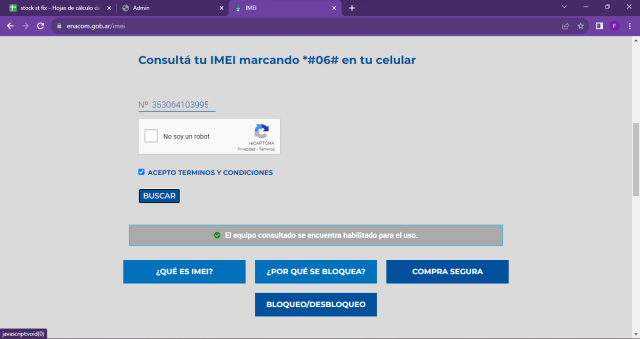 stock st fix - Hojas de cálculo de
Admin
IMEI
enacom.gob.ar/imei
F
Consultá tu IMEI marcando *#06# en tu celular
Nº 353064103995
No soy un robot
reCAPTCHA
Privacidad - Términos
ACEPTO TERMINOS Y CONDICIONES
BUSCAR
El equipo consultado se encuentra habilitado para el uso.
¿QUÉ ES IMEI?
¿POR QUÉ SE BLOQUEA?
COMPRA SEGURA
BLOQUEO/DESBLOQUEO
javascript:void(0)